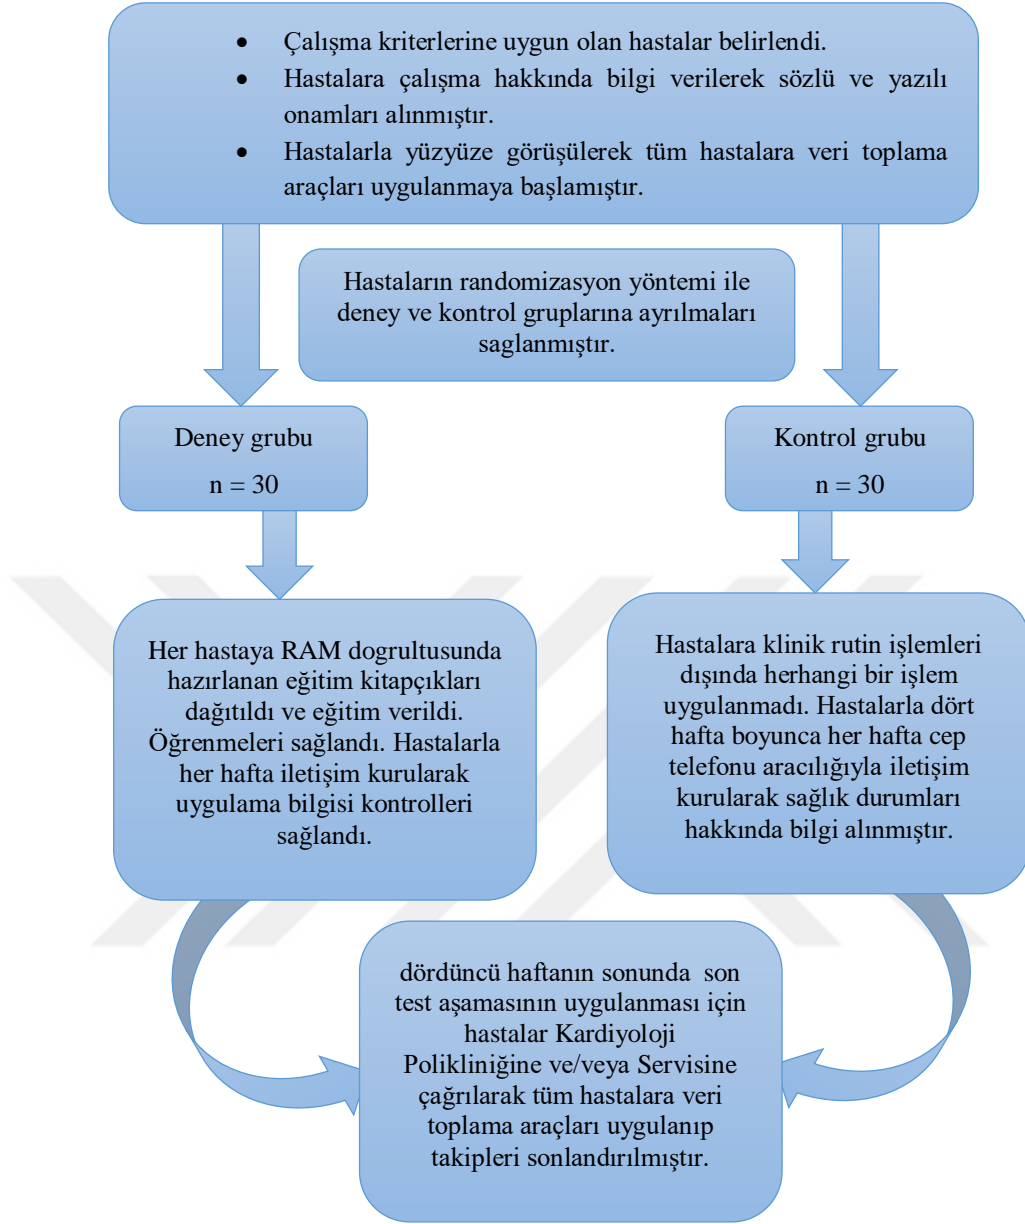 • Çalışma kriterlerine uygun olan hastalar belirlendi.
• Hastalara çalışma hakkında bilgi verilerek sözlü ve yazılı
onamları alınmıştır.
• Hastalarla yüzyüze görüşülerek tüm hastalara veri toplama
araçları uygulanmaya başlamıştır.
Hastaların randomizasyon yöntemi ile
deney ve kontrol gruplarına ayrılmaları
saglanmıştır.
Deney grubu
n = 30
Kontrol grubu
n = 30
Her hastaya RAM dogrultusunda
hazırlanan eğitim kitapçıkları
dağıtıldı ve eğitim verildi.
Öğrenmeleri sağlandı. Hastalarla
her hafta iletişim kurularak
uygulama bilgisi kontrolleri
sağlandı.
Hastalara klinik rutin işlemleri
dışında herhangi bir işlem
uygulanmadı. Hastalarla dört
hafta boyunca her hafta cep
telefonu aracılığıyla iletişim
kurularak sağlık durumları
hakkında bilgi alınmıştır.
dördüncü haftanın sonunda son
test aşamasının uygulanması için
hastalar Kardiyoloji
Polikliniğine ve/veya Servisine
çağrılarak tüm hastalara veri
toplama araçları uygulanıp
takipleri sonlandırılmıştır.